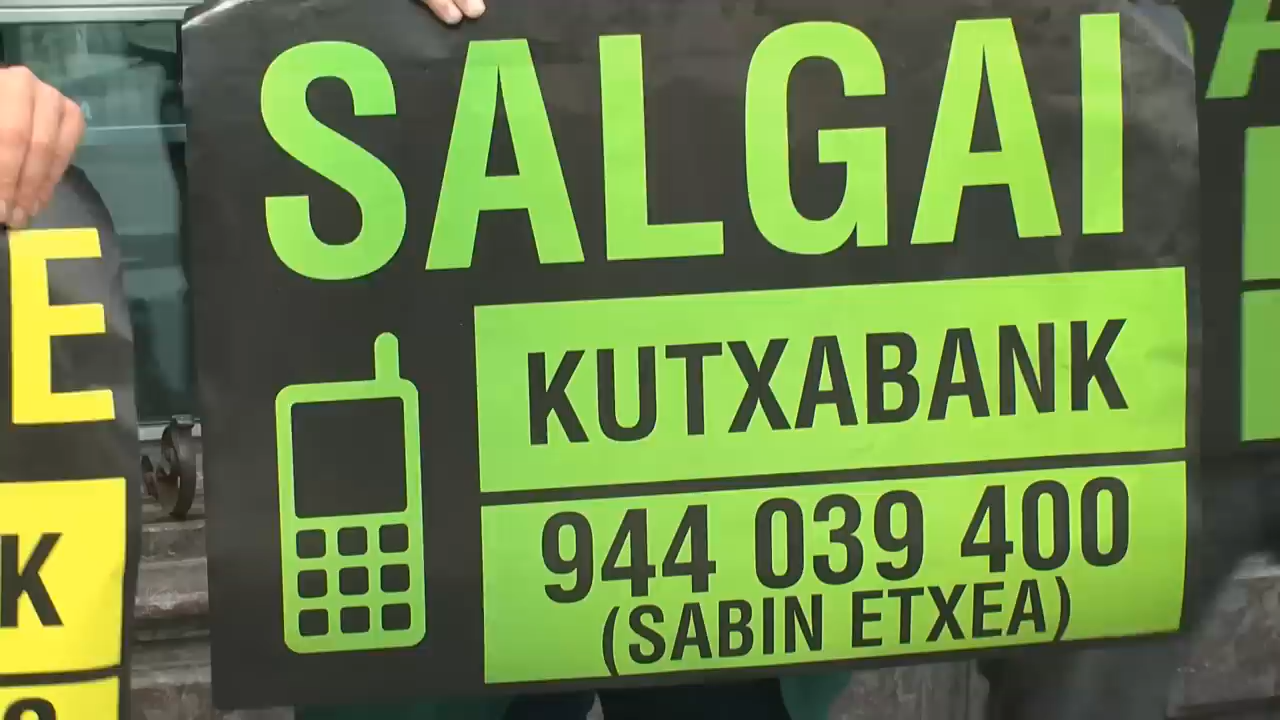 SALGAI
KUTXABANK
944 039 400
(SABIN ETXEA)
E
K